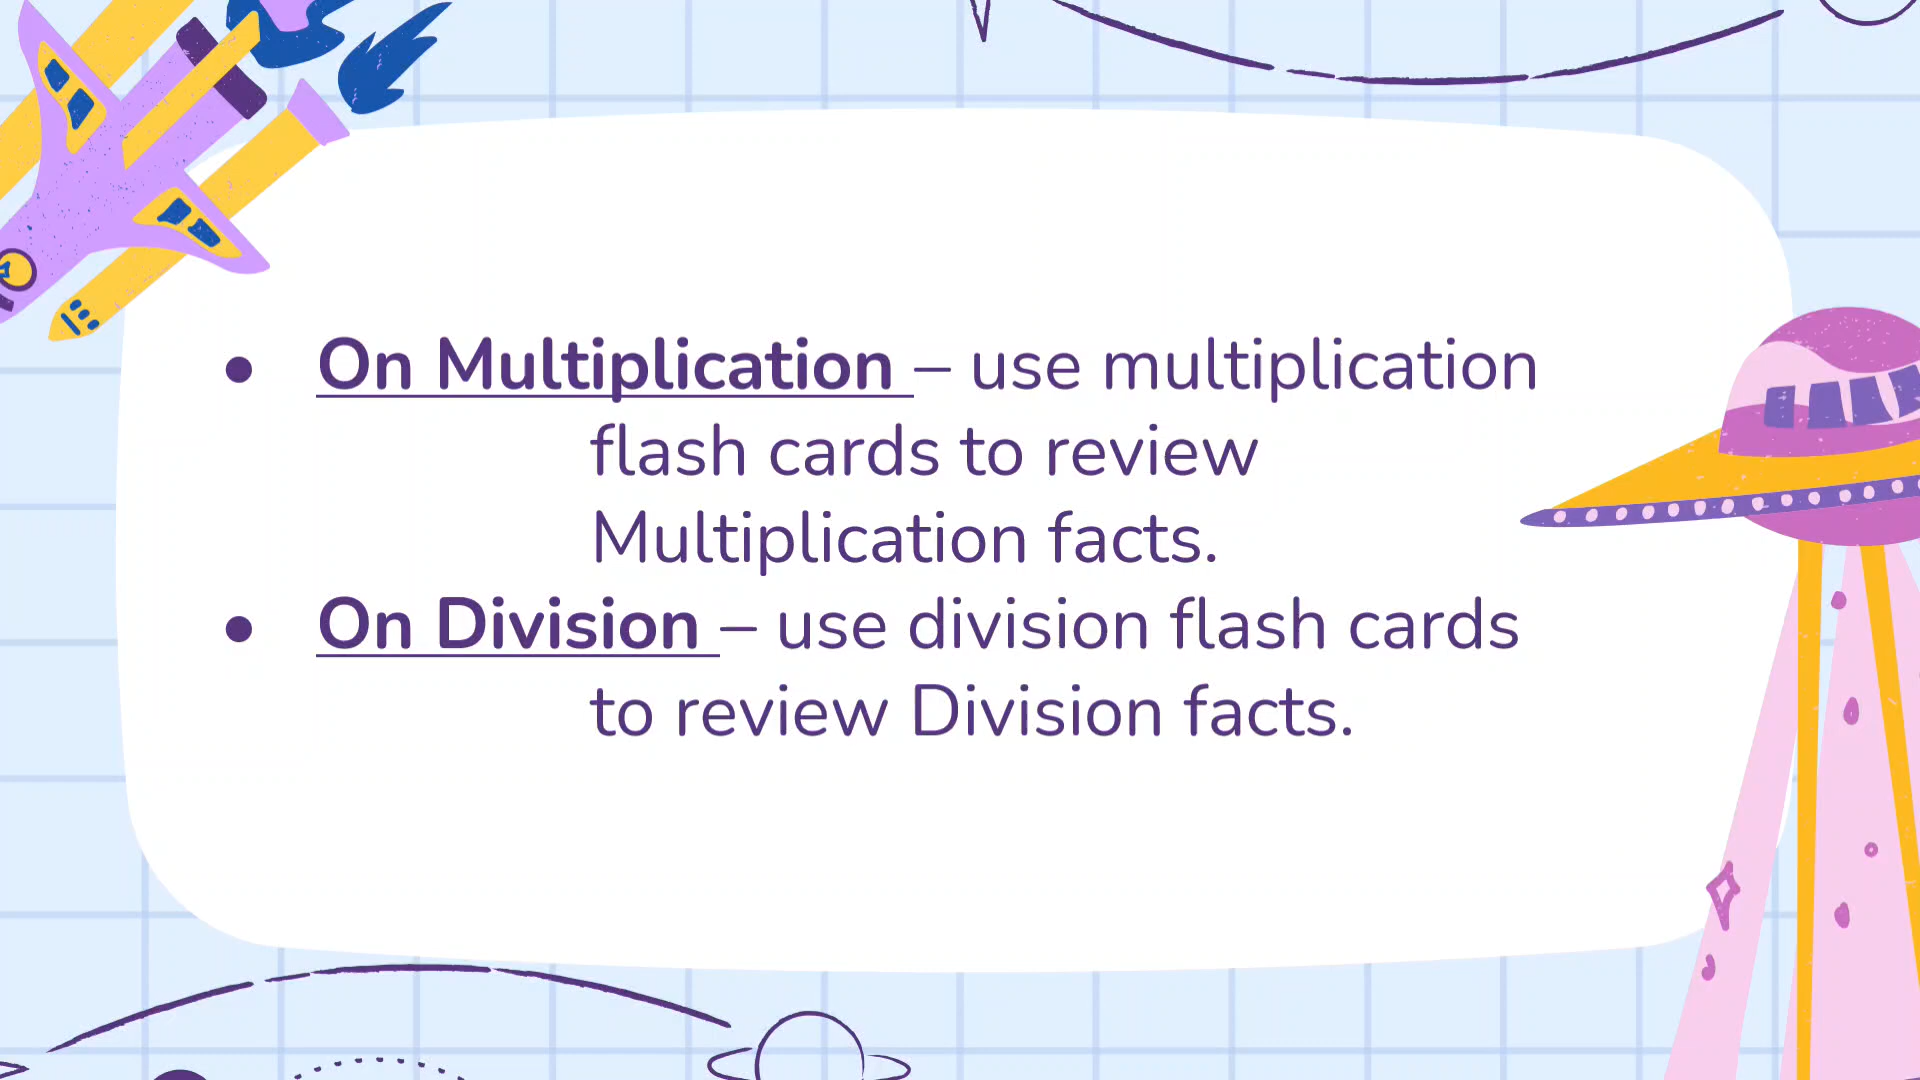 ● On Multiplication – use multiplication
flash cards to review
Multiplication facts.
● On Division – use division flash cards
to review Division facts.